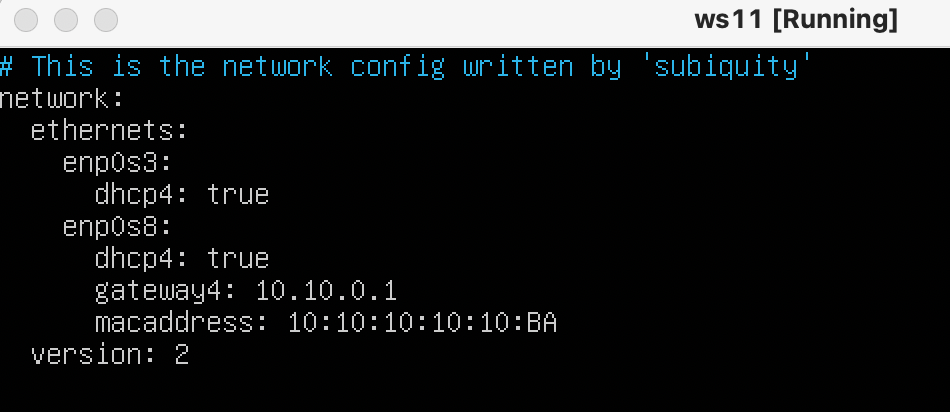 ws11 [Running]
# This is the network config written by 'subiquity'
network:
  ethernets:
    enp0s3:
      dhcp4: true
    enp0s8:
      dhcp4: true
      gateway4: 10.10.0.1
      macaddress: 10:10:10:10:10:BA
  version: 2